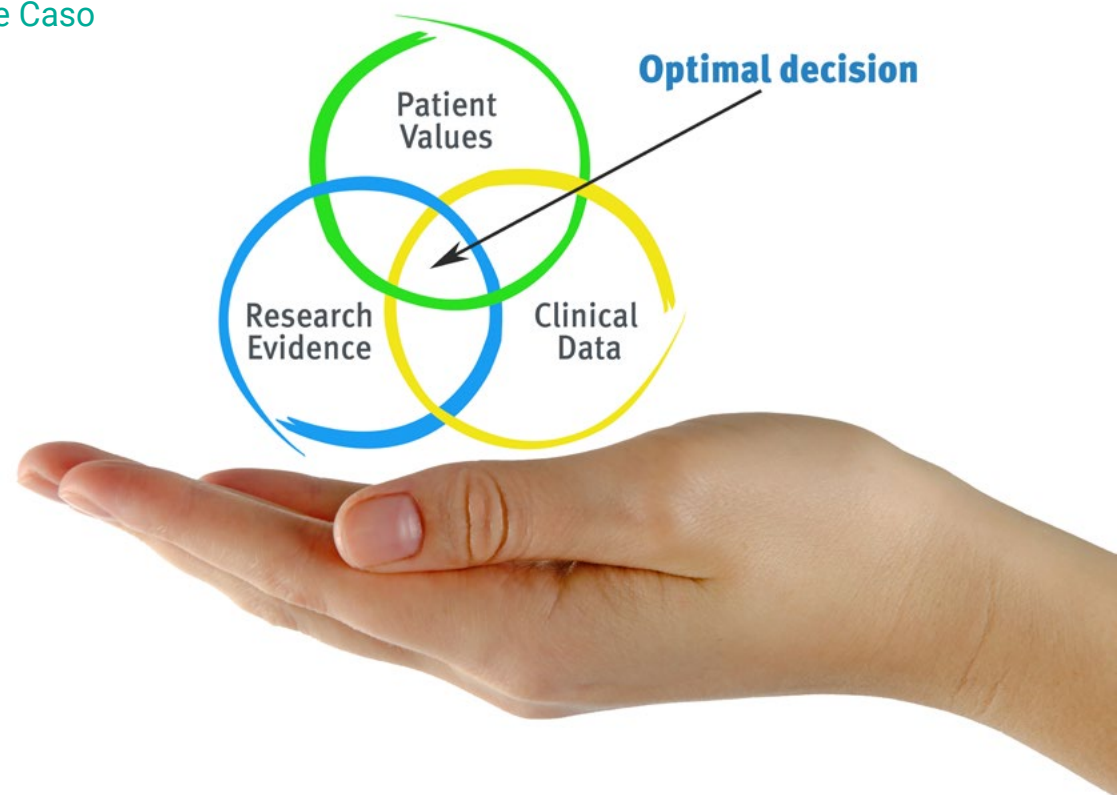 e Caso
Optimal decision
Patient
Values
Research
Evidence
Clinical
Data